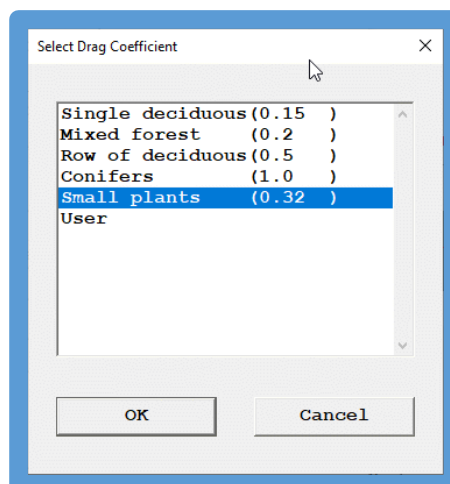 Select Drag Coefficient
Single deciduous(0.15  )
Mixed forest    (0.2   )
Row of deciduous(0.5   )
Conifers        (1.0   )
Small plants    (0.32  )
User
OK
Cancel